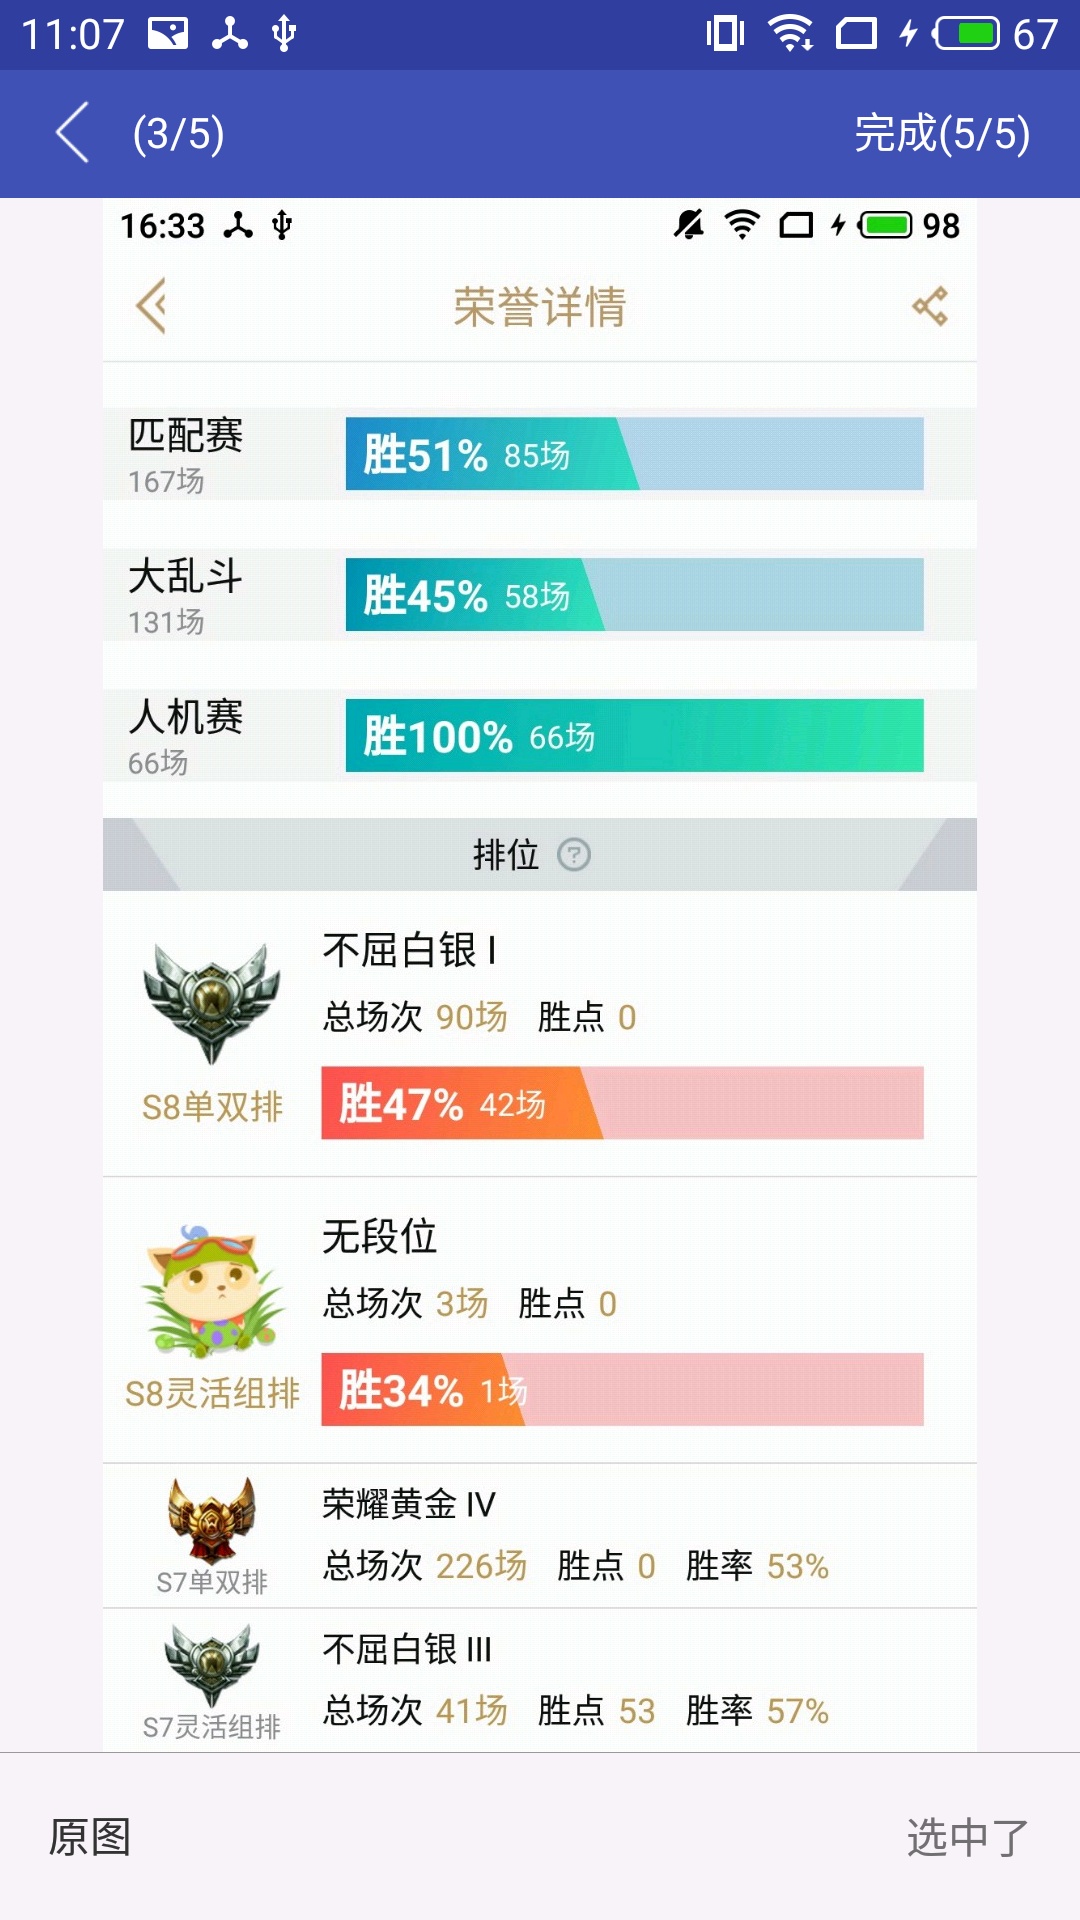 11:07 67
(3/5) 完成(5/5)
16:33 98
荣誉详情
匹配赛
167场
胜51% 85场
大乱斗
131场
胜45% 58场
人机赛
66场
胜100% 66场
排位 ?
不屈白银 I
总场次 90场 胜点 0
S8单双排
胜47% 42场
无段位
总场次 3场 胜点 0
S8灵活组排
胜34% 1场
荣耀黄金 IV
总场次 226场 胜点 0 胜率 53%
S7单双排
不屈白银 III
总场次 41场 胜点 53 胜率 57%
S7灵活组排
原图 选中了